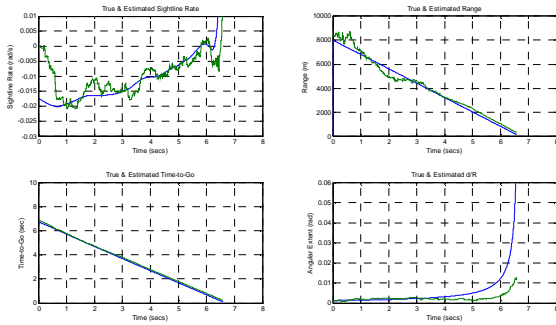 True & Estimated Sightline Rate
0.01
0.005
0
-0.005
-0.01
-0.015
-0.02
-0.025
-0.03
Sightline Rate (rad/s)
0 1 2 3 4 5 6 7 8
Time (secs)
True & Estimated Range
10000
8000
6000
4000
2000
0
Range (m)
0 1 2 3 4 5 6 7 8
Time (secs)
True & Estimated Time-to-Go
10
8
6
4
2
0
Time-to-Go (sec)
0 1 2 3 4 5 6 7 8
Time (secs)
True & Estimated d/R
0.06
0.05
0.04
0.03
0.02
0.01
0
Angular Extent (rad)
0 1 2 3 4 5 6 7 8
Time (secs)